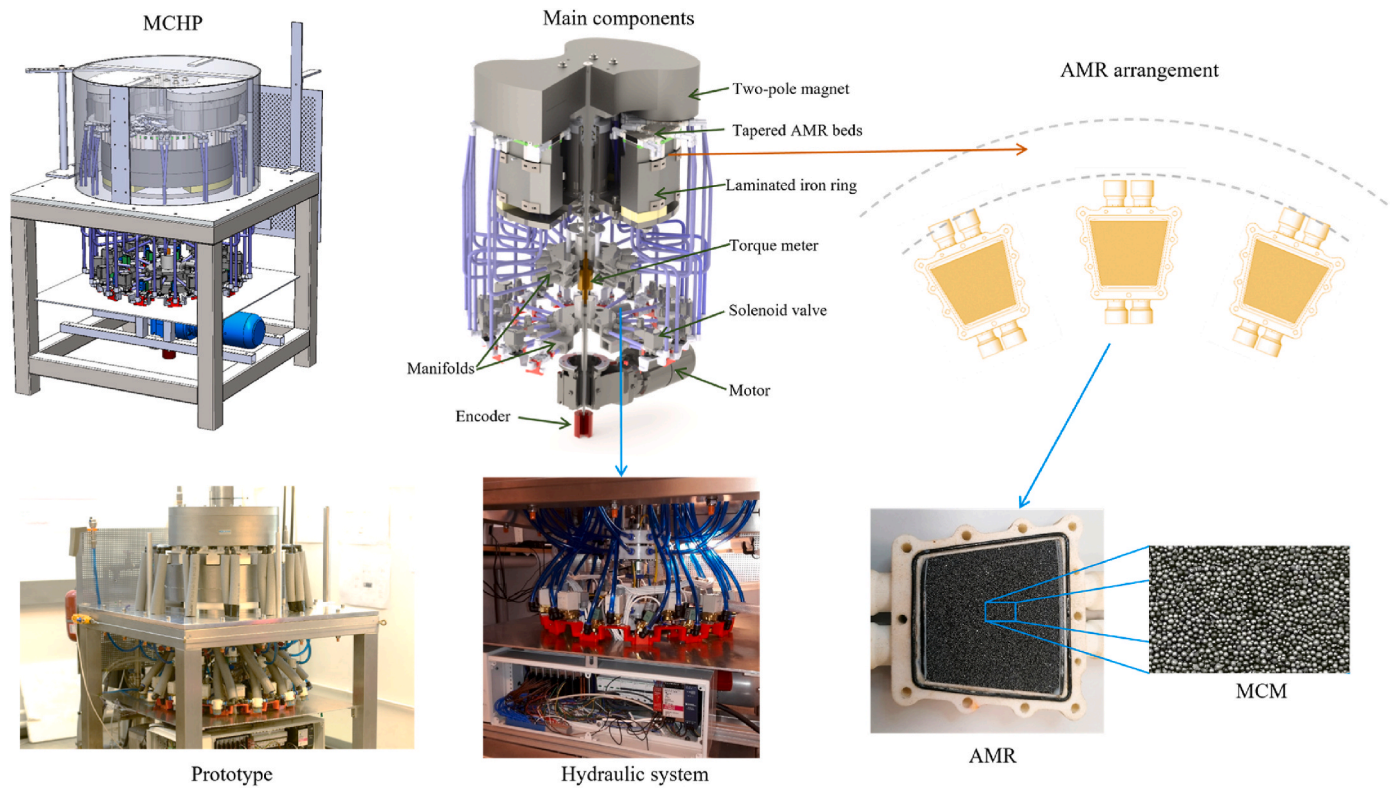 MCHP
Main components
AMR arrangement
Two-pole magnet
Tapered AMR beds
Laminated iron ring
Torque meter
Solenoid valve
Manifolds
Motor
Encoder
MCM
AMR
Prototype
Hydraulic system